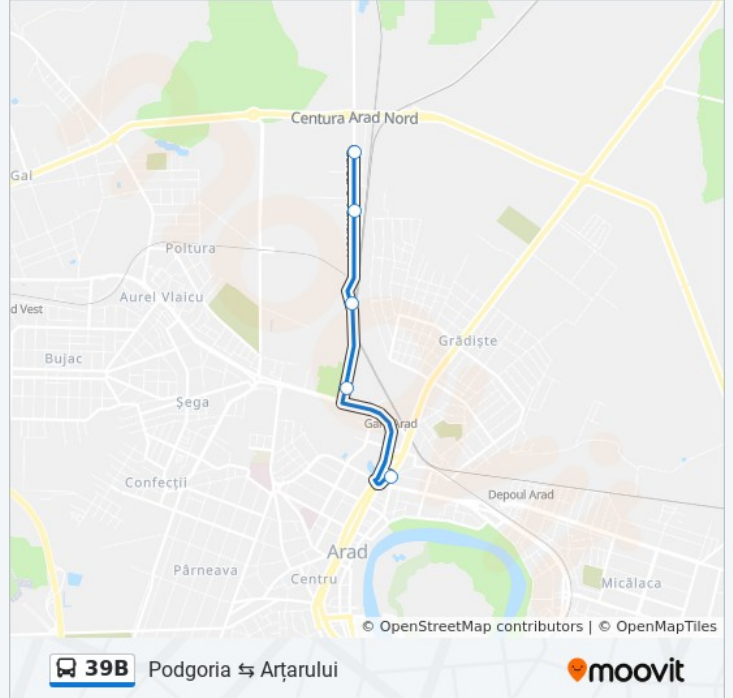 Centura Arad Nord
Gal
Poltura
Aurel Vlaicu
d Vest
Grădiște
Bujac
Șega
Arad
Confecții
Depoul Arad
Arad
Pârneava
Centru
Micălaca
© OpenStreetMap contributors | © OpenMapTiles
39B Podgoria ⇆ Arțarului
moovit